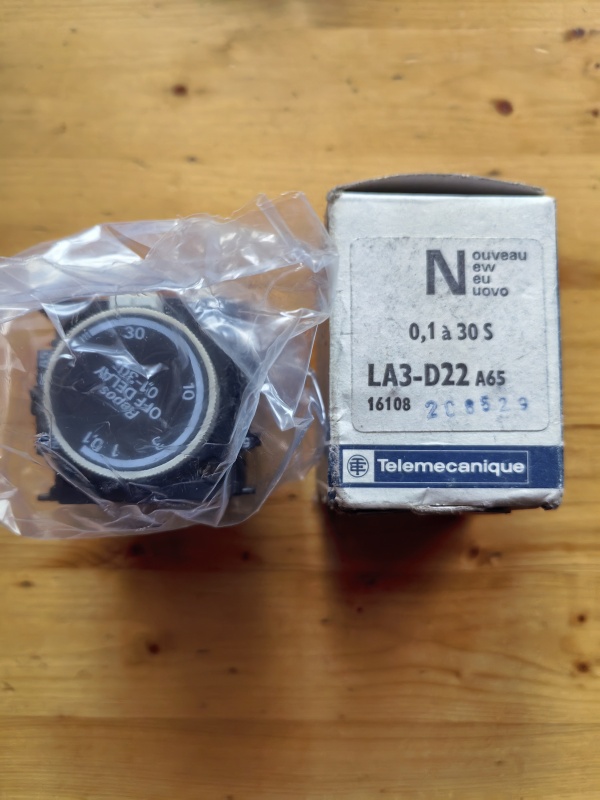 30
10
3
1 0,1
Repos
OFF-DELAY
0,1-30
Nouveau
New
Neu
Nuovo
0,1 à 30 S
LA3-D22 A65
16108 208529
Telemecanique